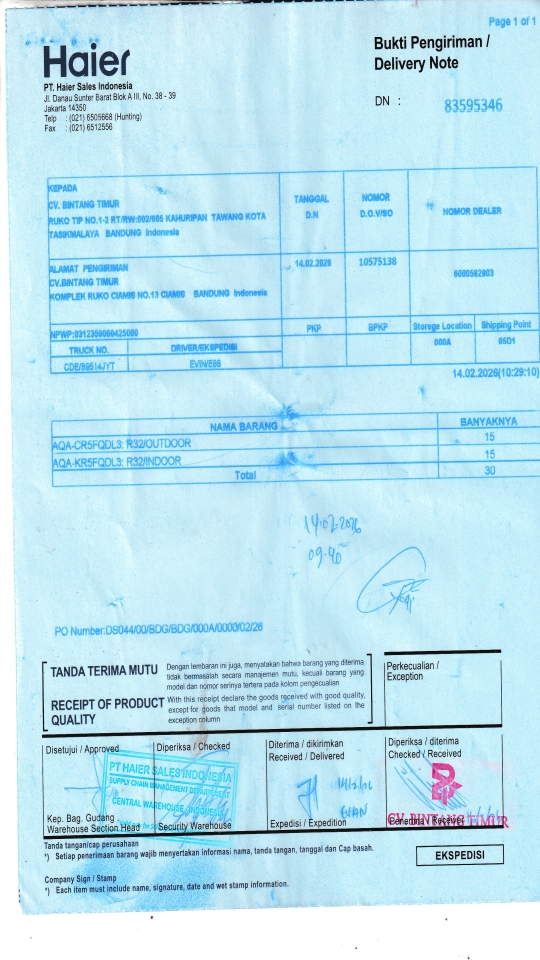 Page 1 of 1
Haier
Bukti Pengiriman /
Delivery Note
PT. Haier Sales Indonesia
Jl. Danau Sunter Barat Blok A III, No. 38 - 39
Jakarta 14350
Telp : (021) 6505668 (Hunting)
Fax : (021) 6512556
DN : 83595346
KEPADA
CV. BINTANG TIMUR
RUKO TIP NO.1-2 RT/RW:002/005 KAHURIPAN TAWANG KOTA
TASIKMALAYA BANDUNG Indonesia
TANGGAL
D.N
NOMOR
D.O.V/SO
NOMOR DEALER
ALAMAT PENGIRIMAN
CV.BINTANG TIMUR
KOMPLEK RUKO CIAMIS NO.13 CIAMIS BANDUNG Indonesia
14.02.2026
10575138
NPWP:
PKP
BPKP
Storege Location
Shipping Point
000A
05D1
TRUCK NO.
DRIVER/EKSPEDISI
14.02.2026(10:29:10)
NAMA BARANG
BANYAKNYA
AQA-CR5FQDL3: R32/OUTDOOR
15
AQA-KR5FQDL3: R32/INDOOR
15
Total
30
14-02-2026
09-40
PO Number:DS044/00/BDG/BDG/000A/0000/02/26
TANDA TERIMA MUTU
Dengan lembaran ini juga, menyatakan bahwa barang yang diterima
tidak bermasalah secara manajemen mutu, kecuali barang yang
model dan nomor serinya tertera pada kolom pengecualian
RECEIPT OF PRODUCT
QUALITY
With this receipt declare the goods received with good quality,
except for goods that model and serial number listed on the
exception column
Perkecualian /
Exception
Disetujui / Approved
Diperiksa / Checked
Diterima / dikirimkan
Received / Delivered
Diperiksa / diterima
Checked / Received
PT HAIER SALES INDONESIA
SUPPLY CHAIN MANAGEMENT DEPARTMENT
CENTRAL WAREHOUSE - INDONESIA
Kep. Bag. Gudang
Warehouse Section Head
Security Warehouse
Expedisi / Expedition
Penerima / Receiver
CV. BINTANG TIMUR
Tanda tangan/cap perusahaan
*) Setiap penerimaan barang wajib menyertakan informasi nama, tanda tangan, tanggal dan Cap basah.
EKSPEDISI
Company Sign / Stamp
*) Each item must include name, signature, date and wet stamp information.